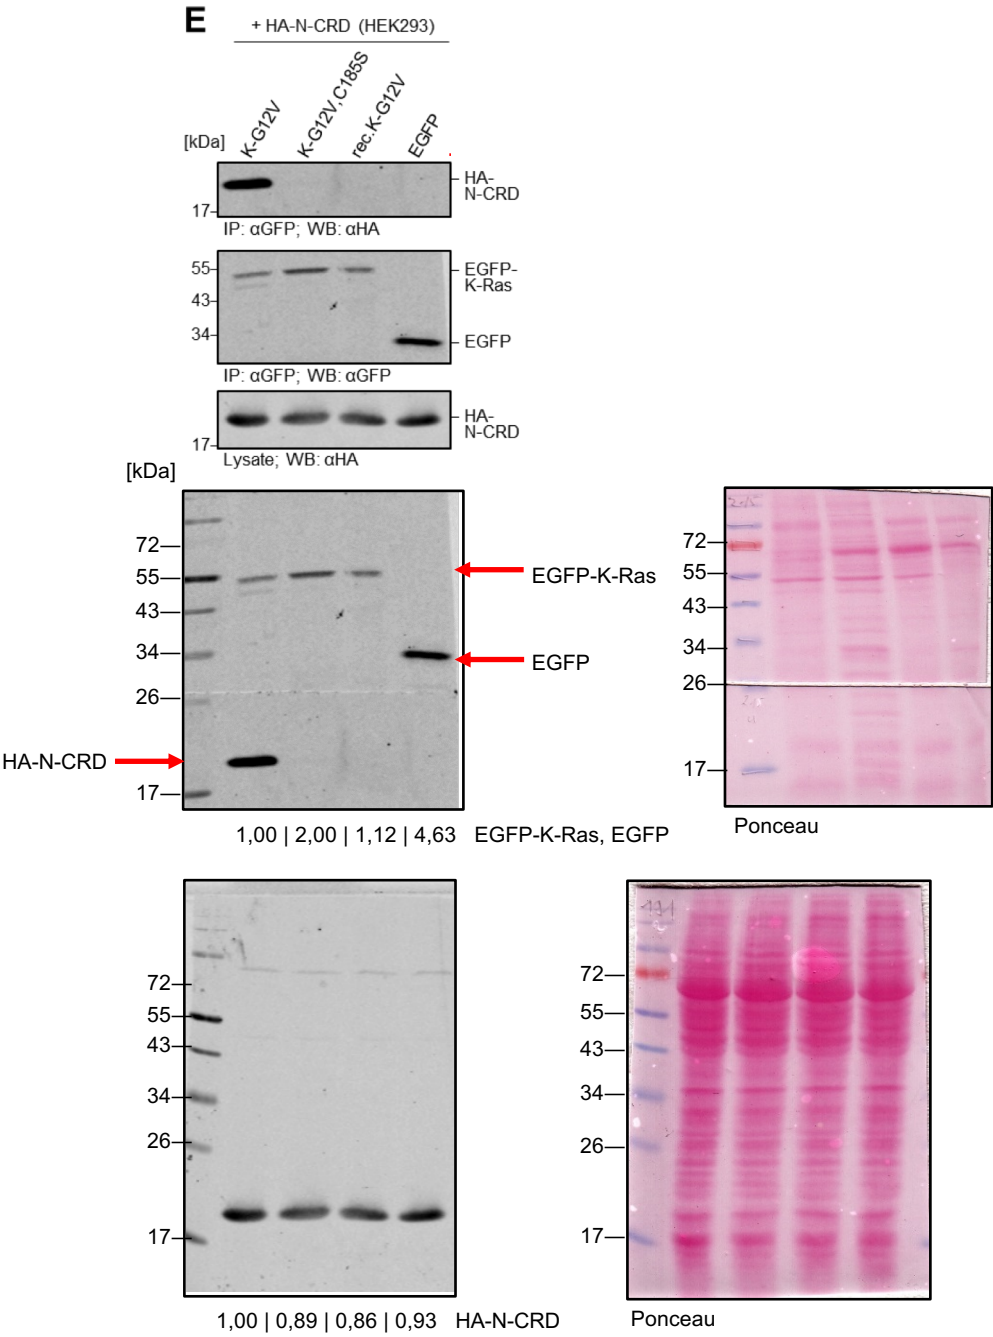 E
+ HA-N-CRD (HEK293)
K-G12V
K-G12V,C185S
rec.K-G12V
EGFP
[kDa]
HA-
N-CRD
17
IP: αGFP; WB: αHA
55
43
34
EGFP-
K-Ras
EGFP
IP: αGFP; WB: αGFP
HA-
N-CRD
17
Lysate; WB: αHA
[kDa]
72
55
43
34
26
17
EGFP-K-Ras
EGFP
HA-N-CRD
1,00 | 2,00 | 1,12 | 4,63 EGFP-K-Ras, EGFP
72
55
43
34
26
17
Ponceau
72
55
43
34
26
17
1,00 | 0,89 | 0,86 | 0,93 HA-N-CRD
72
55
43
34
26
17
Ponceau